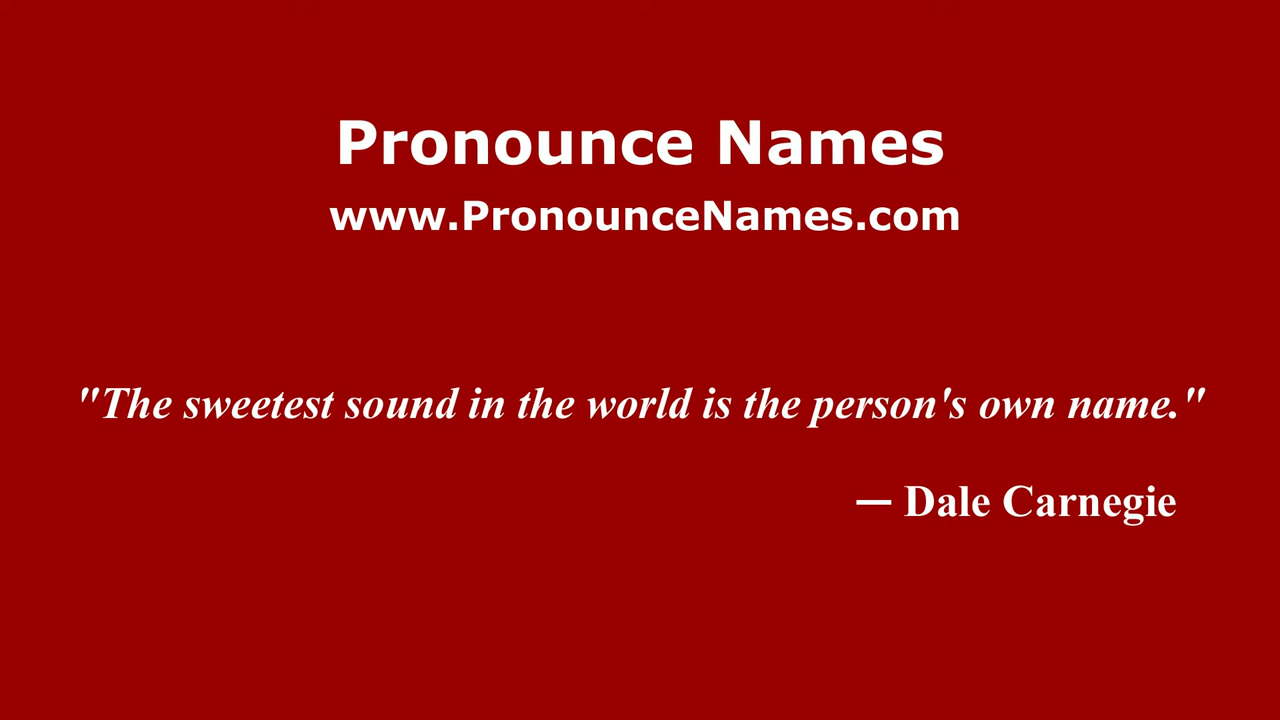 Pronounce Names
www.PronounceNames.com
"The sweetest sound in the world is the person's own name."
— Dale Carnegie